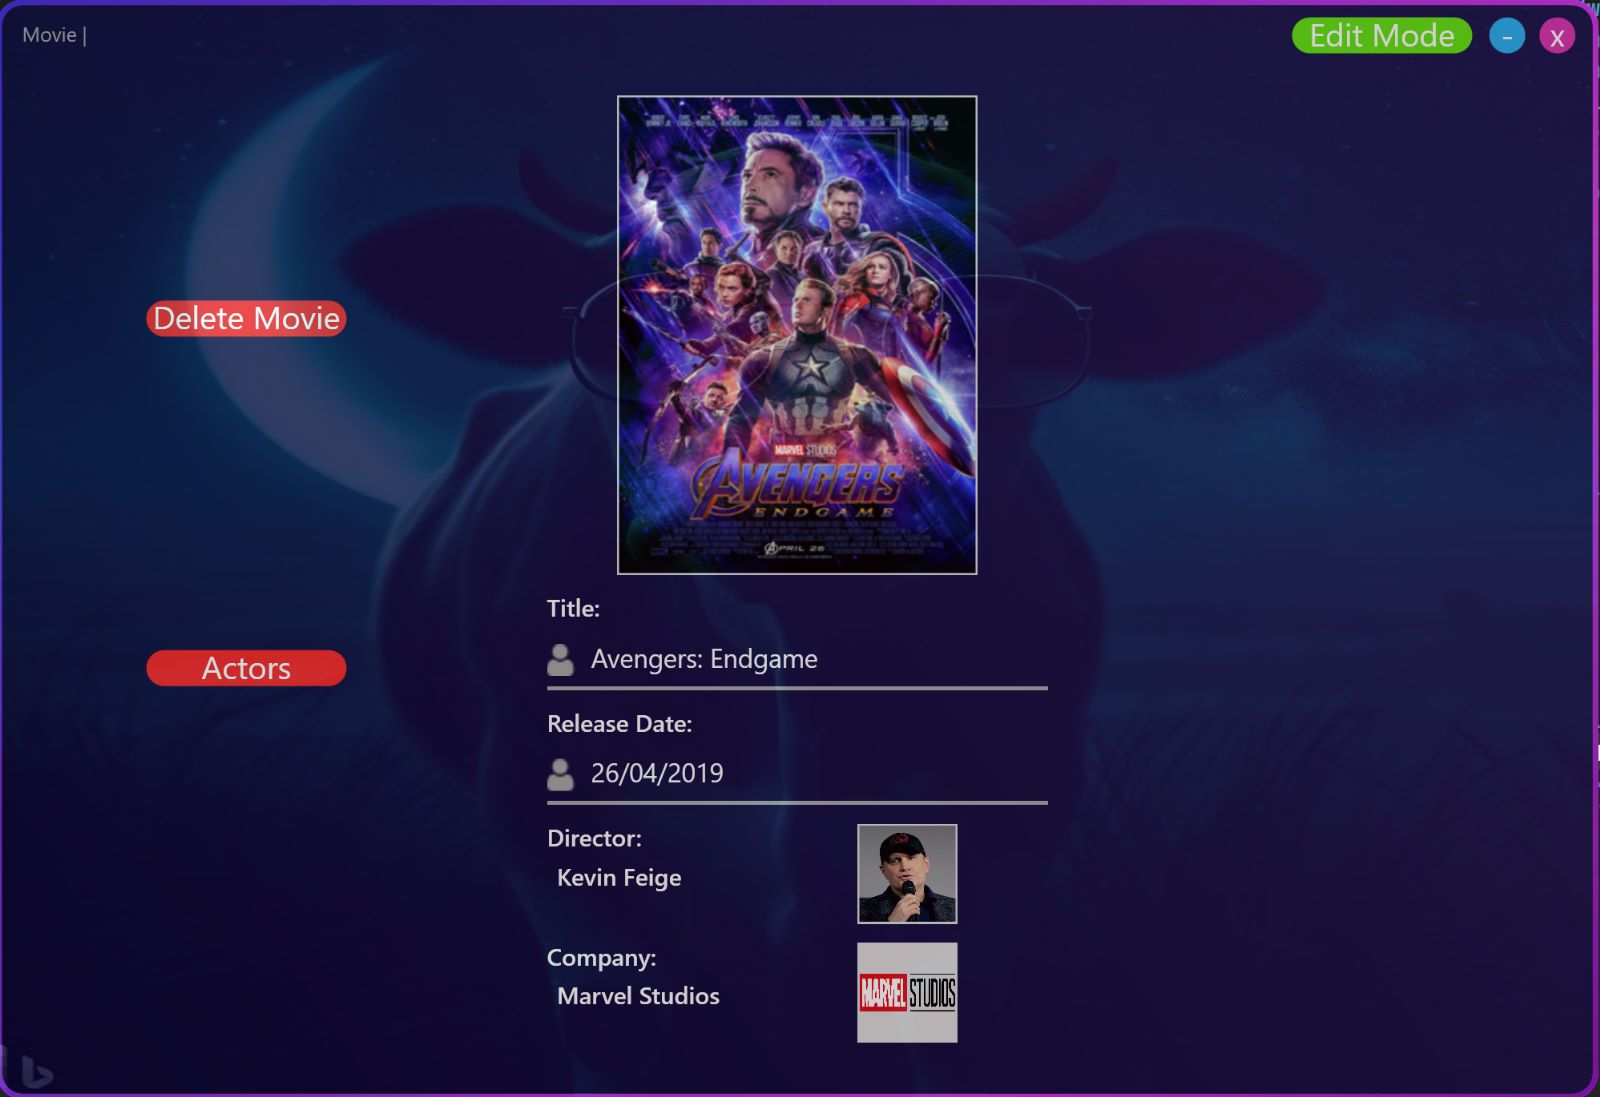 Movie |
Edit Mode
-
x
Delete Movie
MARVEL STUDIOS
AVENGERS
ENDGAME
APRIL 26
Title:
Avengers: Endgame
Actors
Release Date:
26/04/2019
Director:
Kevin Feige
Company:
Marvel Studios
MARVEL STUDIOS